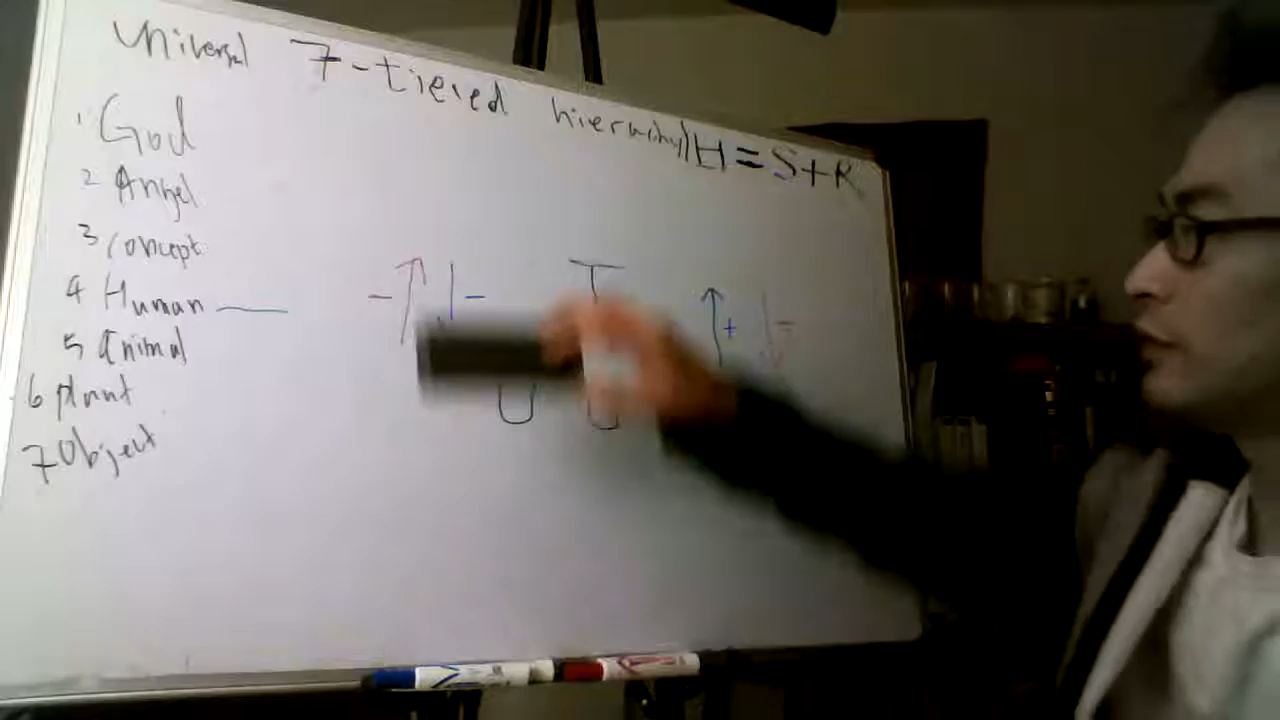 Universal 7-tiered hierarchy H=S+R
1 God
2 Angel
3 concept
4 Human
5 Animal
6 plant
7 Object
- -
+ -